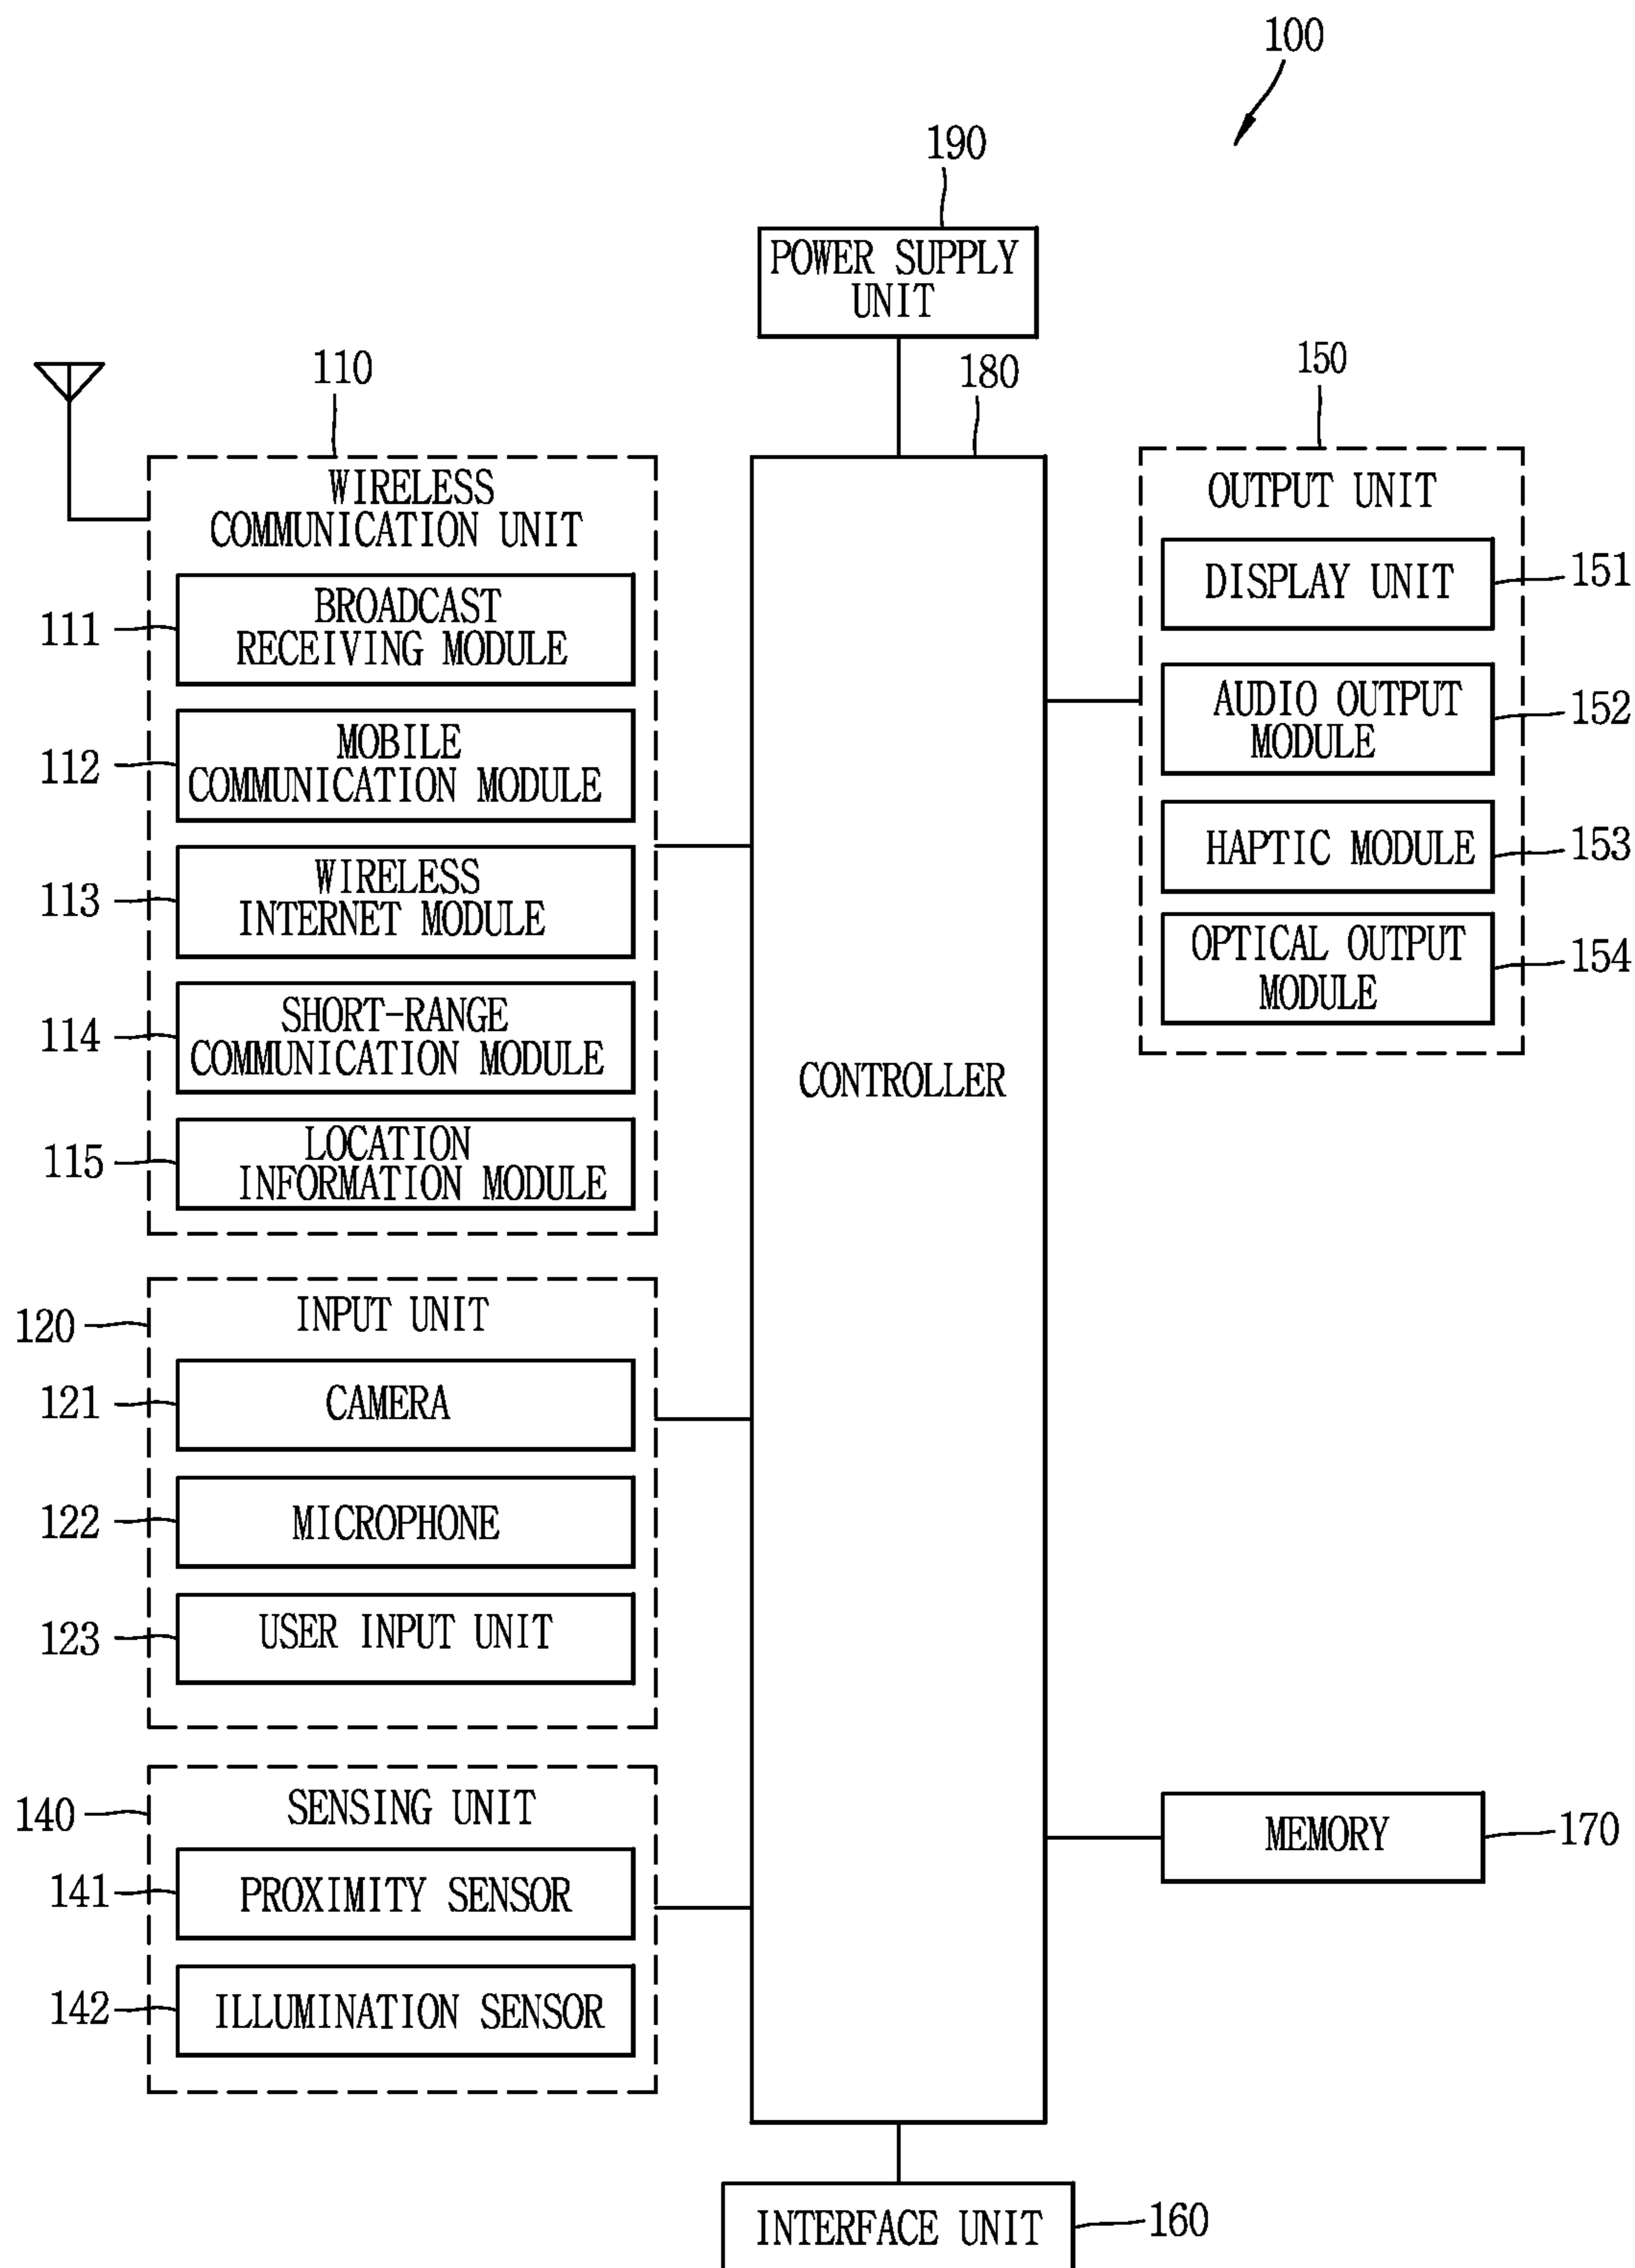 100
190
POWER SUPPLY
UNIT
110
180
150
WIRELESS
COMMUNICATION UNIT
111
BROADCAST
RECEIVING MODULE
112
MOBILE
COMMUNICATION MODULE
113
WIRELESS
INTERNET MODULE
114
SHORT-RANGE
COMMUNICATION MODULE
115
LOCATION
INFORMATION MODULE
120
INPUT UNIT
121
CAMERA
122
MICROPHONE
123
USER INPUT UNIT
140
SENSING UNIT
141
PROXIMITY SENSOR
142
ILLUMINATION SENSOR
CONTROLLER
OUTPUT UNIT
DISPLAY UNIT
151
AUDIO OUTPUT
MODULE
152
HAPTIC MODULE
153
OPTICAL OUTPUT
MODULE
154
MEMORY
170
INTERFACE UNIT
160